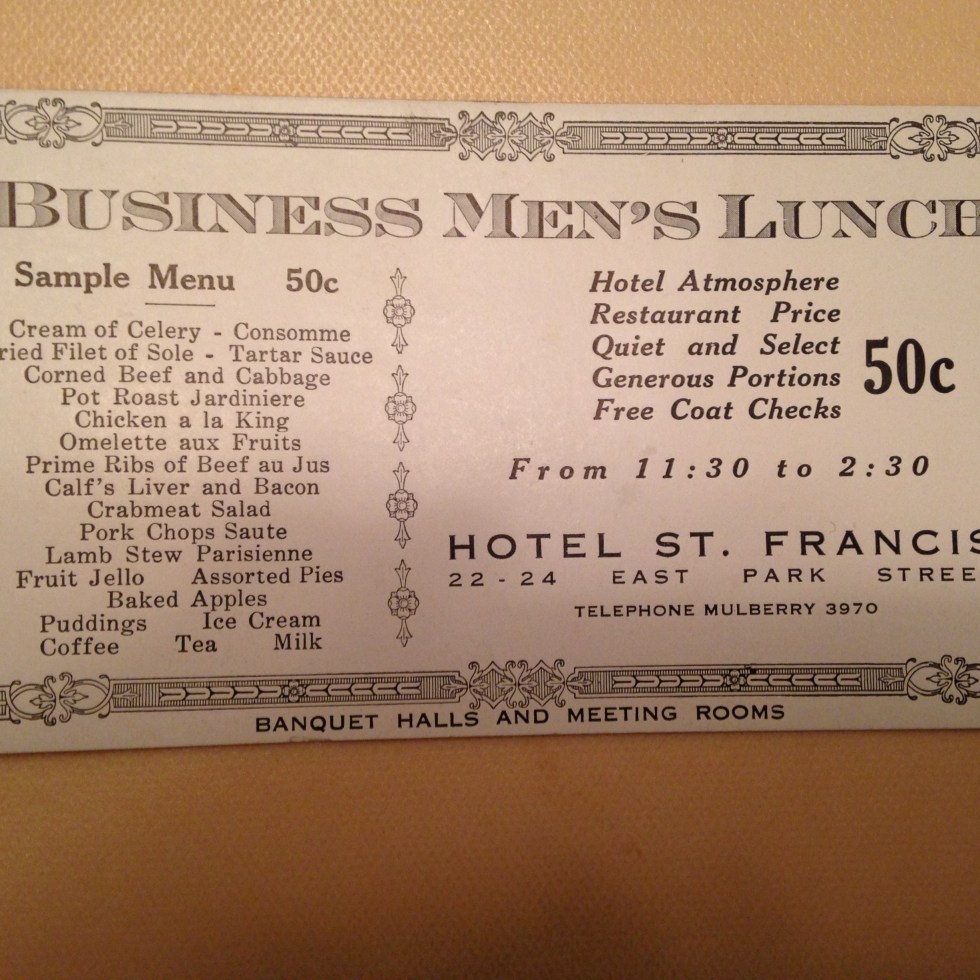 BUSINESS MEN'S LUNCH
Sample Menu 50c
Cream of Celery - Consomme
ried Filet of Sole - Tartar Sauce
Corned Beef and Cabbage
Pot Roast Jardiniere
Chicken a la King
Omelette aux Fruits
Prime Ribs of Beef au Jus
Calf's Liver and Bacon
Crabmeat Salad
Pork Chops Saute
Lamb Stew Parisienne
Fruit Jello Assorted Pies
Baked Apples
Puddings Ice Cream
Coffee Tea Milk
Hotel Atmosphere
Restaurant Price
Quiet and Select
Generous Portions
Free Coat Checks
50c
From 11:30 to 2:30
HOTEL ST. FRANCIS
22-24 EAST PARK STREE
TELEPHONE MULBERRY 3970
BANQUET HALLS AND MEETING ROOMS